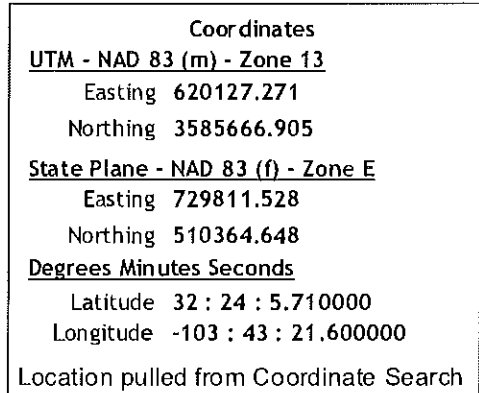 Coordinates
UTM - NAD 83 (m) - Zone 13
Easting 620127.271
Northing 3585666.905
State Plane - NAD 83 (f) - Zone E
Easting 729811.528
Northing 510364.648
Degrees Minutes Seconds
Latitude 32 : 24 : 5.710000
Longitude -103 : 43 : 21.600000
Location pulled from Coordinate Search